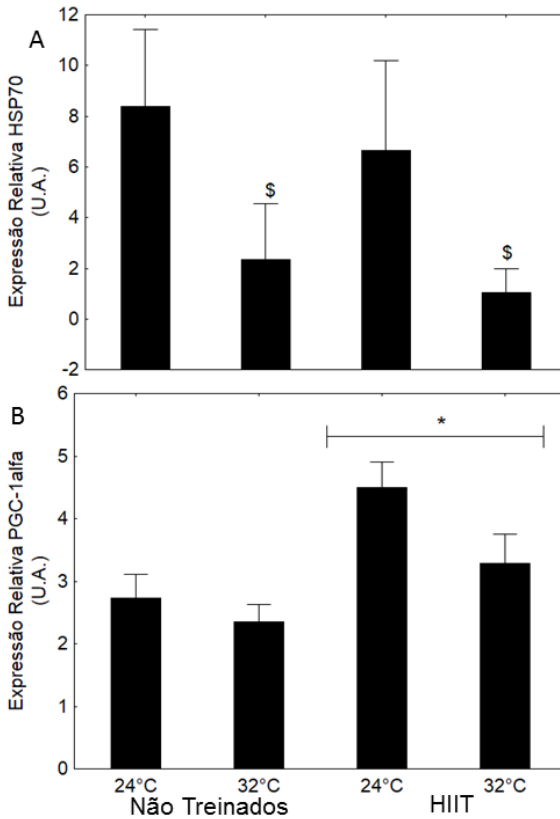 A
Expressão Relativa HSP70
(U.A.)
12
10
8
6
4
2
0
-2
$
$
B
Expressão Relativa PGC-1alfa
(U.A.)
6
5
4
3
2
1
0
*
24°C 32°C 24°C 32°C
Não Treinados HIIT